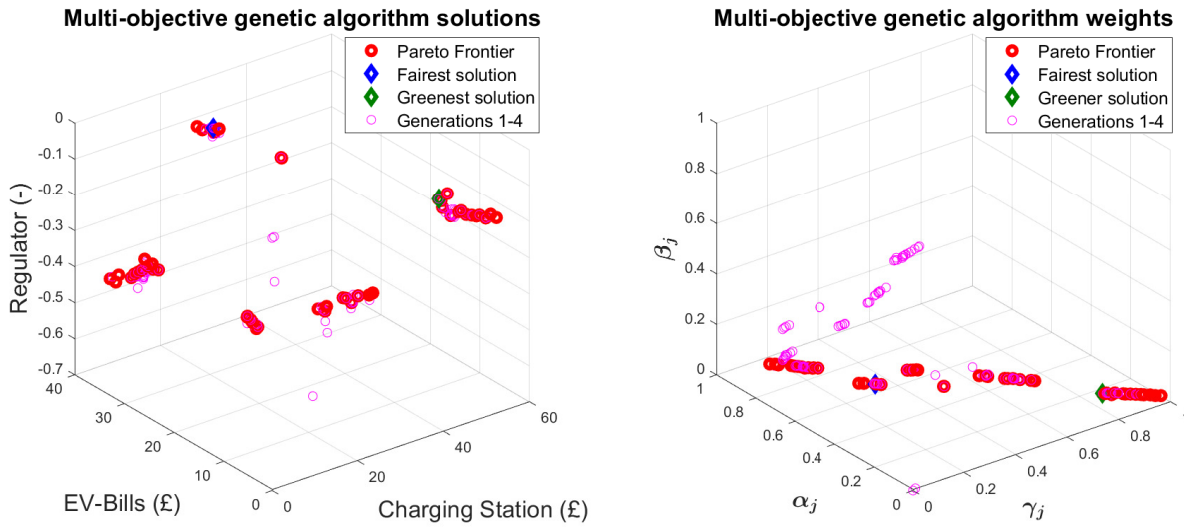 Multi-objective genetic algorithm solutions
Pareto Frontier
Fairest solution
Greenest solution
Generations 1-4
0
-0.1
-0.2
-0.3
-0.4
-0.5
-0.6
-0.7
Regulator (-)
40
30
20
10
0
EV-Bills (£)
0
20
40
60
Charging Station (£)
Multi-objective genetic algorithm weights
Pareto Frontier
Fairest solution
Greener solution
Generations 1-4
1
0.8
0.6
0.4
0.2
0
βj
1
0.8
0.6
0.4
0.2
0
αj
0
0.2
0.4
0.6
0.8
γj